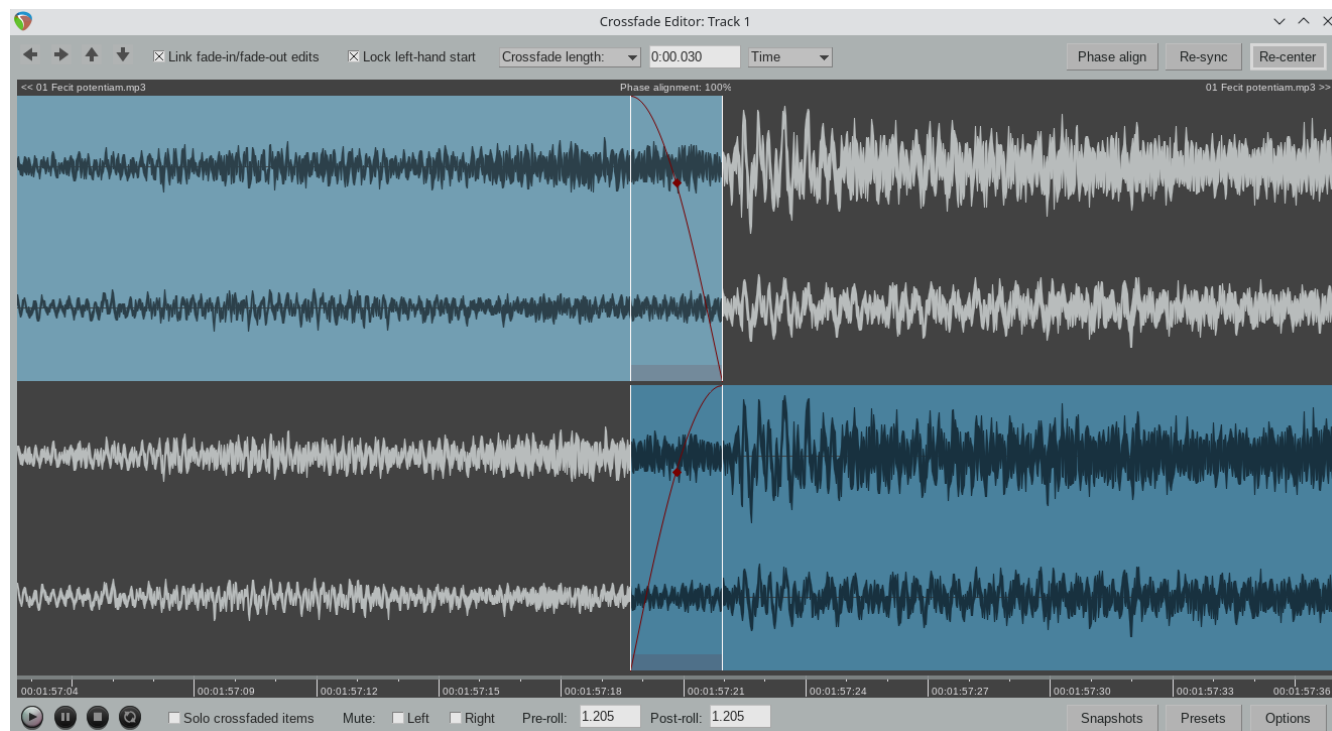 Crossfade Editor: Track 1
Link fade-in/fade-out edits Lock left-hand start Crossfade length: 0:00.030 Time Phase align Re-sync Re-center
<< 01 Fecit potentiam.mp3 Phase alignment: 100% 01 Fecit potentiam.mp3 >>
00:01:57:04 00:01:57:09 00:01:57:12 00:01:57:15 00:01:57:18 00:01:57:21 00:01:57:24 00:01:57:27 00:01:57:30 00:01:57:33 00:01:57:36
Solo crossfaded items Mute: Left Right Pre-roll: 1.205 Post-roll: 1.205 Snapshots Presets Options